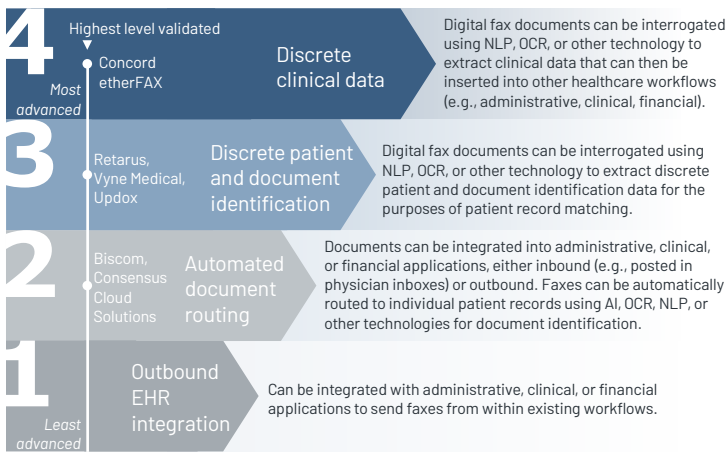 4
Highest level validated
Concord
etherFAX
Most
advanced
Discrete
clinical data
Digital fax documents can be interrogated
using NLP, OCR, or other technology to
extract clinical data that can then be
inserted into other healthcare workflows
(e.g., administrative, clinical, financial).
3
Retarus,
Vyne Medical,
Updox
Discrete patient
and document
identification
Digital fax documents can be interrogated using
NLP, OCR, or other technology to extract discrete
patient and document identification data for the
purposes of patient record matching.
2
Biscom,
Consensus
Cloud
Solutions
Automated
document
routing
Documents can be integrated into administrative, clinical,
or financial applications, either inbound (e.g., posted in
physician inboxes) or outbound. Faxes can be automatically
routed to individual patient records using AI, OCR, NLP, or
other technologies for document identification.
1
Least
advanced
Outbound
EHR
integration
Can be integrated with administrative, clinical, or financial
applications to send faxes from within existing workflows.